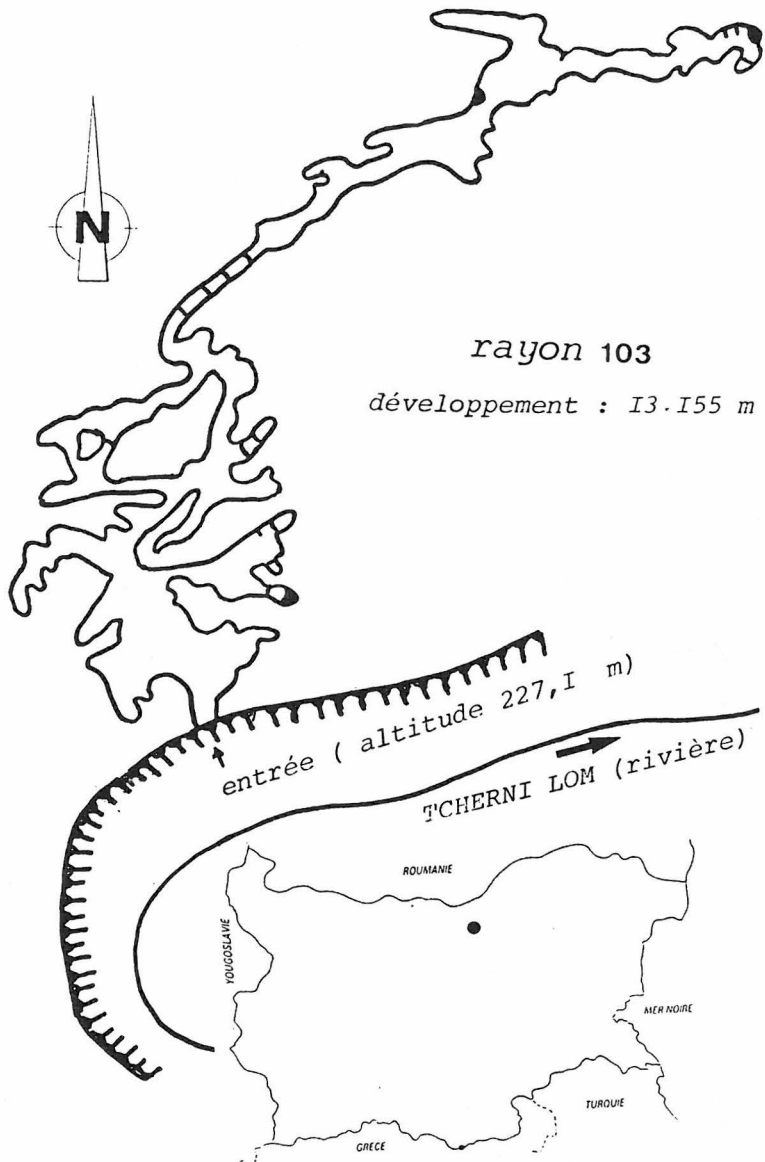 N
rayon 103
développement : I3.I55 m
entrée ( altitude 227,I m)
TCHERNI LOM (rivière)
ROUMANIE
YOUGOSLAVIE
MER NOIRE
TURQUIE
GRECE